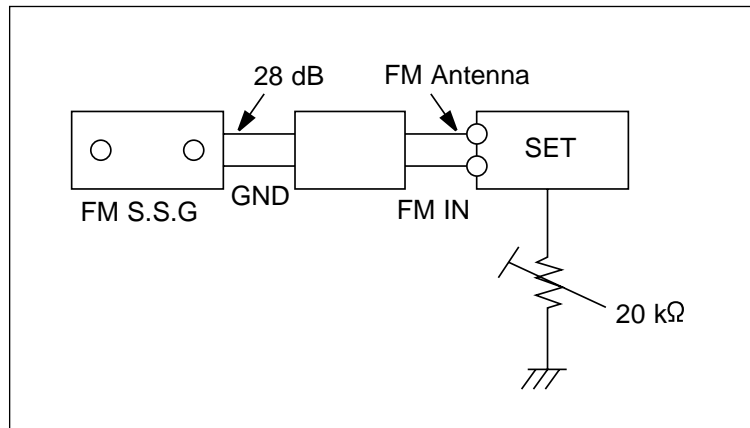 28 dB
FM Antenna
SET
GND
FM S.S.G
FM IN
20 kΩ